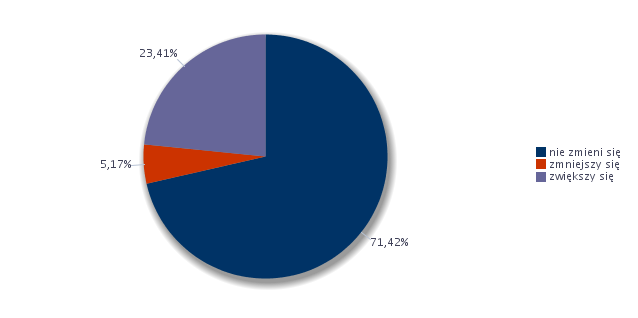 23,41%
5,17%
71,42%
nie zmieni się
zmniejszy się
zwiększy się